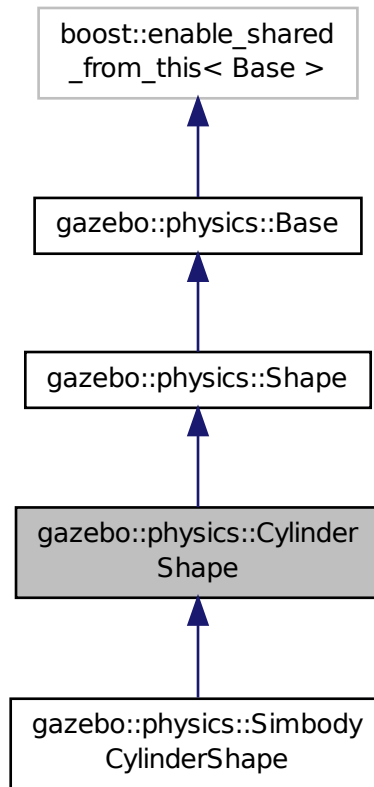 boost::enable_shared
_from_this< Base >
gazebo::physics::Base
gazebo::physics::Shape
gazebo::physics::Cylinder
Shape
gazebo::physics::Simbody
CylinderShape